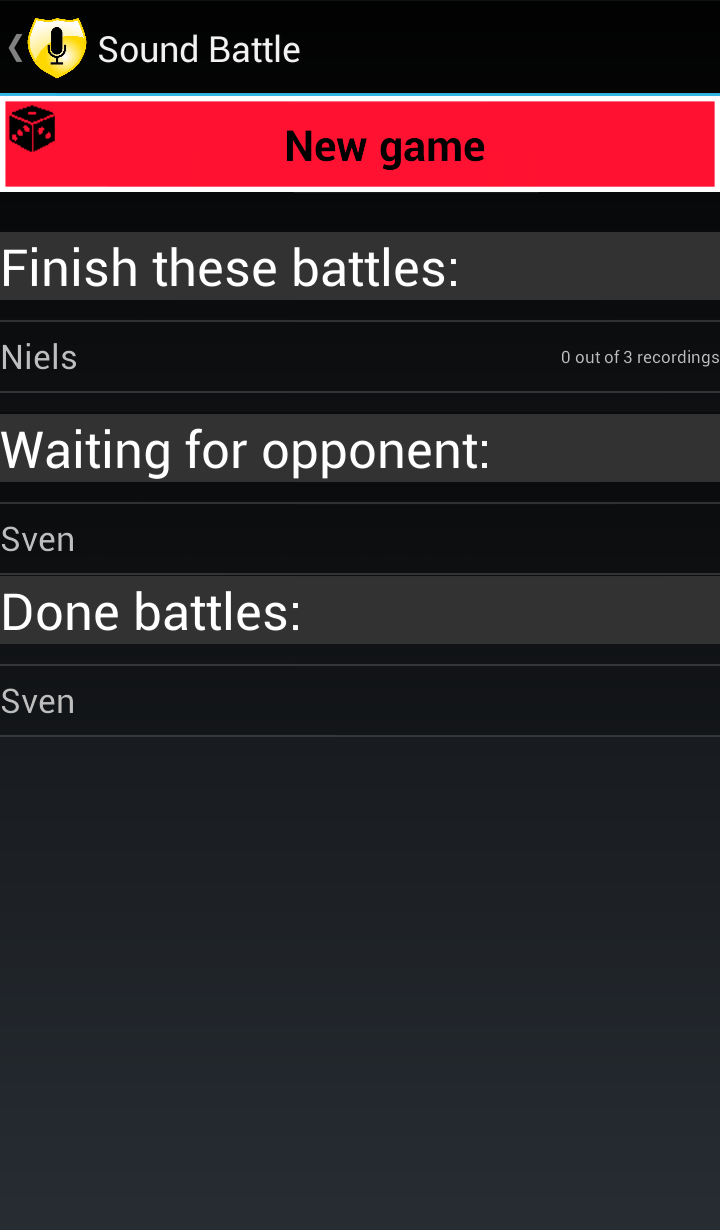 Sound Battle
New game
Finish these battles:
Niels 0 out of 3 recordings
Waiting for opponent:
Sven
Done battles:
Sven